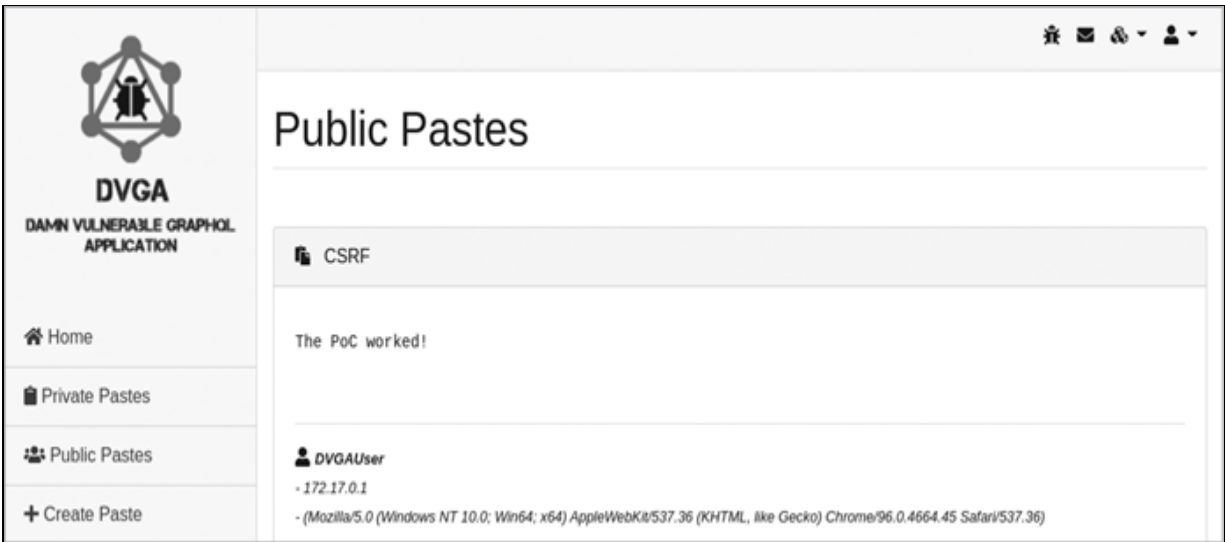 DVGA
DAMN VULNERABLE GRAPHQL
APPLICATION
Home
Private Pastes
Public Pastes
Create Paste
Public Pastes
CSRF
The PoC worked!
DVGAUser
- 172.17.0.1
- (Mozilla/5.0 (Windows NT 10.0; Win64; x64) AppleWebKit/537.36 (KHTML, like Gecko) Chrome/96.0.4664.45 Safari/537.36)